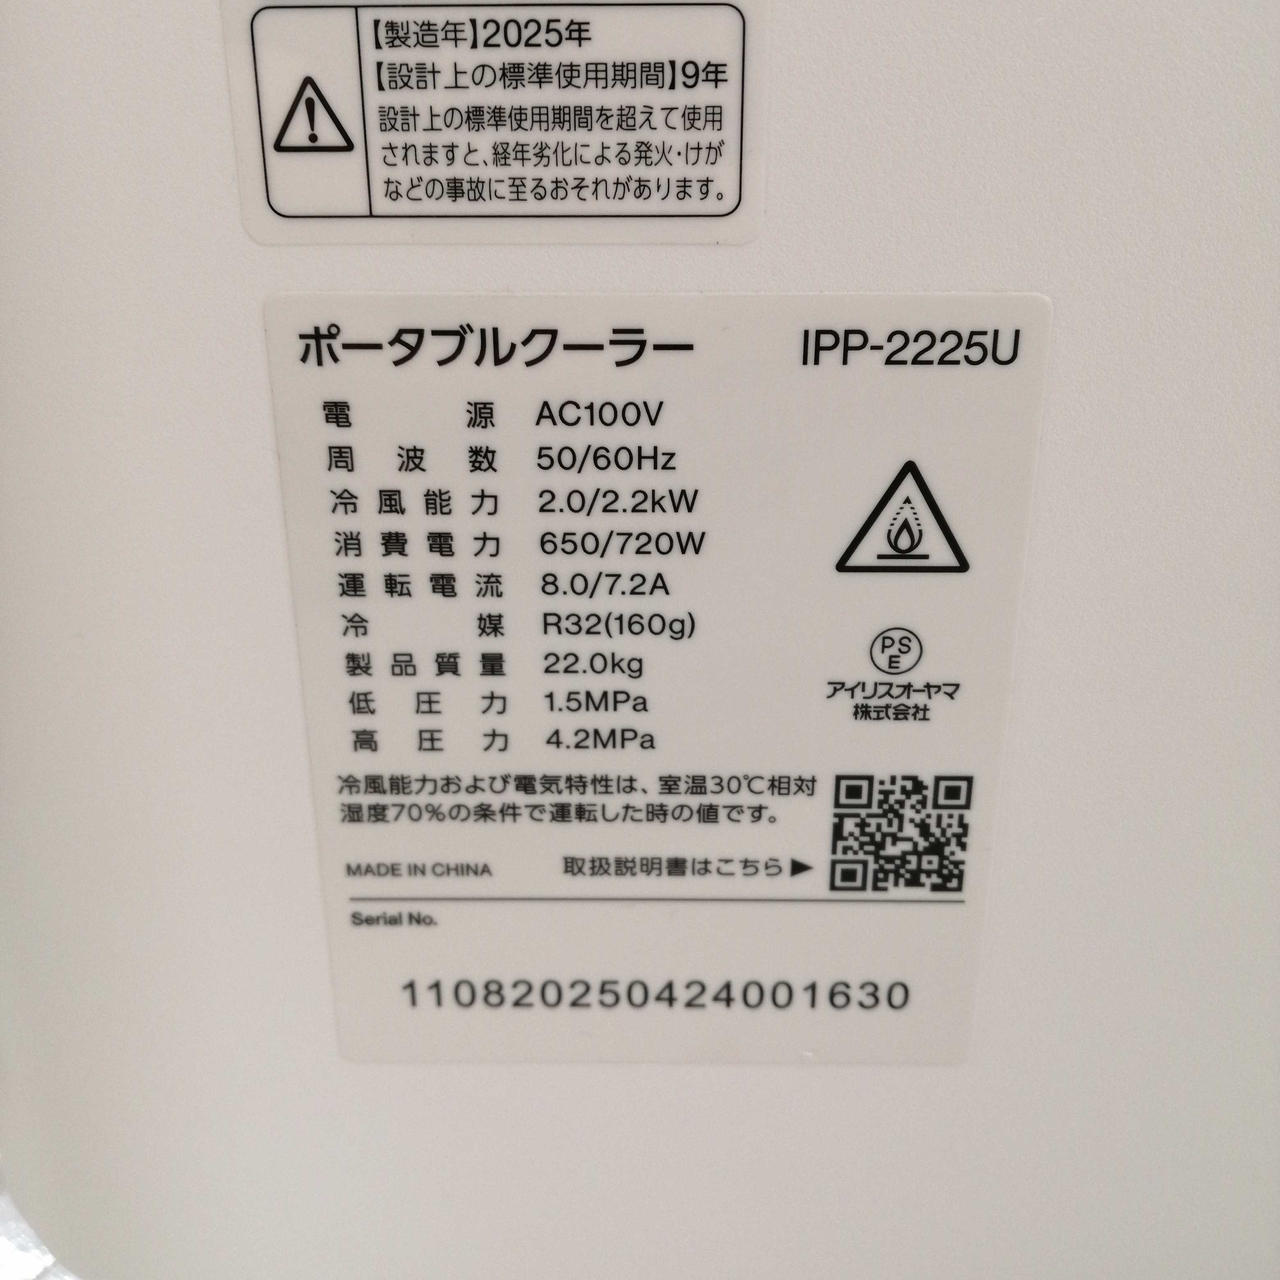 【製造年】2025年
【設計上の標準使用期間】9年
設計上の標準使用期間を超えて使用
されますと、経年劣化による発火・けが
などの事故に至るおそれがあります。
ポータブルクーラー IPP-2225U
電源 AC100V
周波数 50/60Hz
冷風能力 2.0/2.2kW
消費電力 650/720W
運転電流 8.0/7.2A
冷媒 R32(160g)
製品質量 22.0kg
低圧力 1.5MPa
高圧力 4.2MPa
PS
E
アイリスオーヤマ
株式会社
冷風能力および電気特性は、室温30℃相対
湿度70%の条件で運転した時の値です。
MADE IN CHINA 取扱説明書はこちら▶
Serial No.
110820250424001630